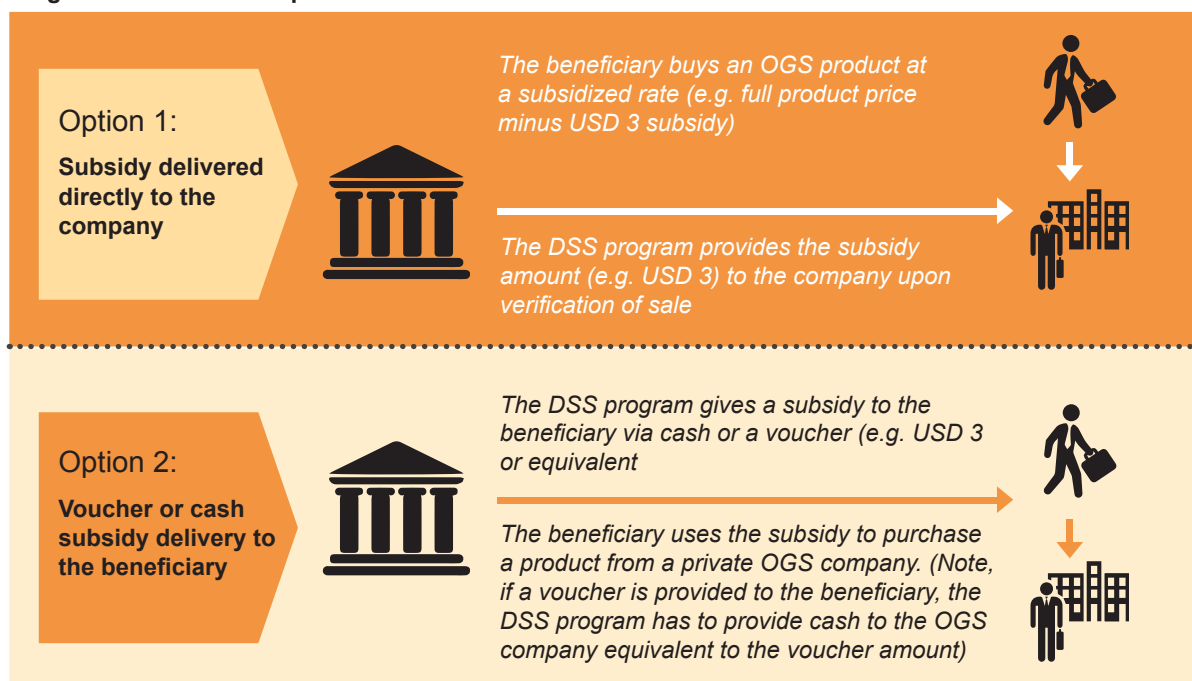 Option 1:
Subsidy delivered
directly to the
company
The beneficiary buys an OGS product at
a subsidized rate (e.g. full product price
minus USD 3 subsidy)
The DSS program provides the subsidy
amount (e.g. USD 3) to the company upon
verification of sale
Option 2:
Voucher or cash
subsidy delivery to
the beneficiary
The DSS program gives a subsidy to the
beneficiary via cash or a voucher (e.g. USD 3
or equivalent
The beneficiary uses the subsidy to purchase
a product from a private OGS company. (Note,
if a voucher is provided to the beneficiary, the
DSS program has to provide cash to the OGS
company equivalent to the voucher amount)